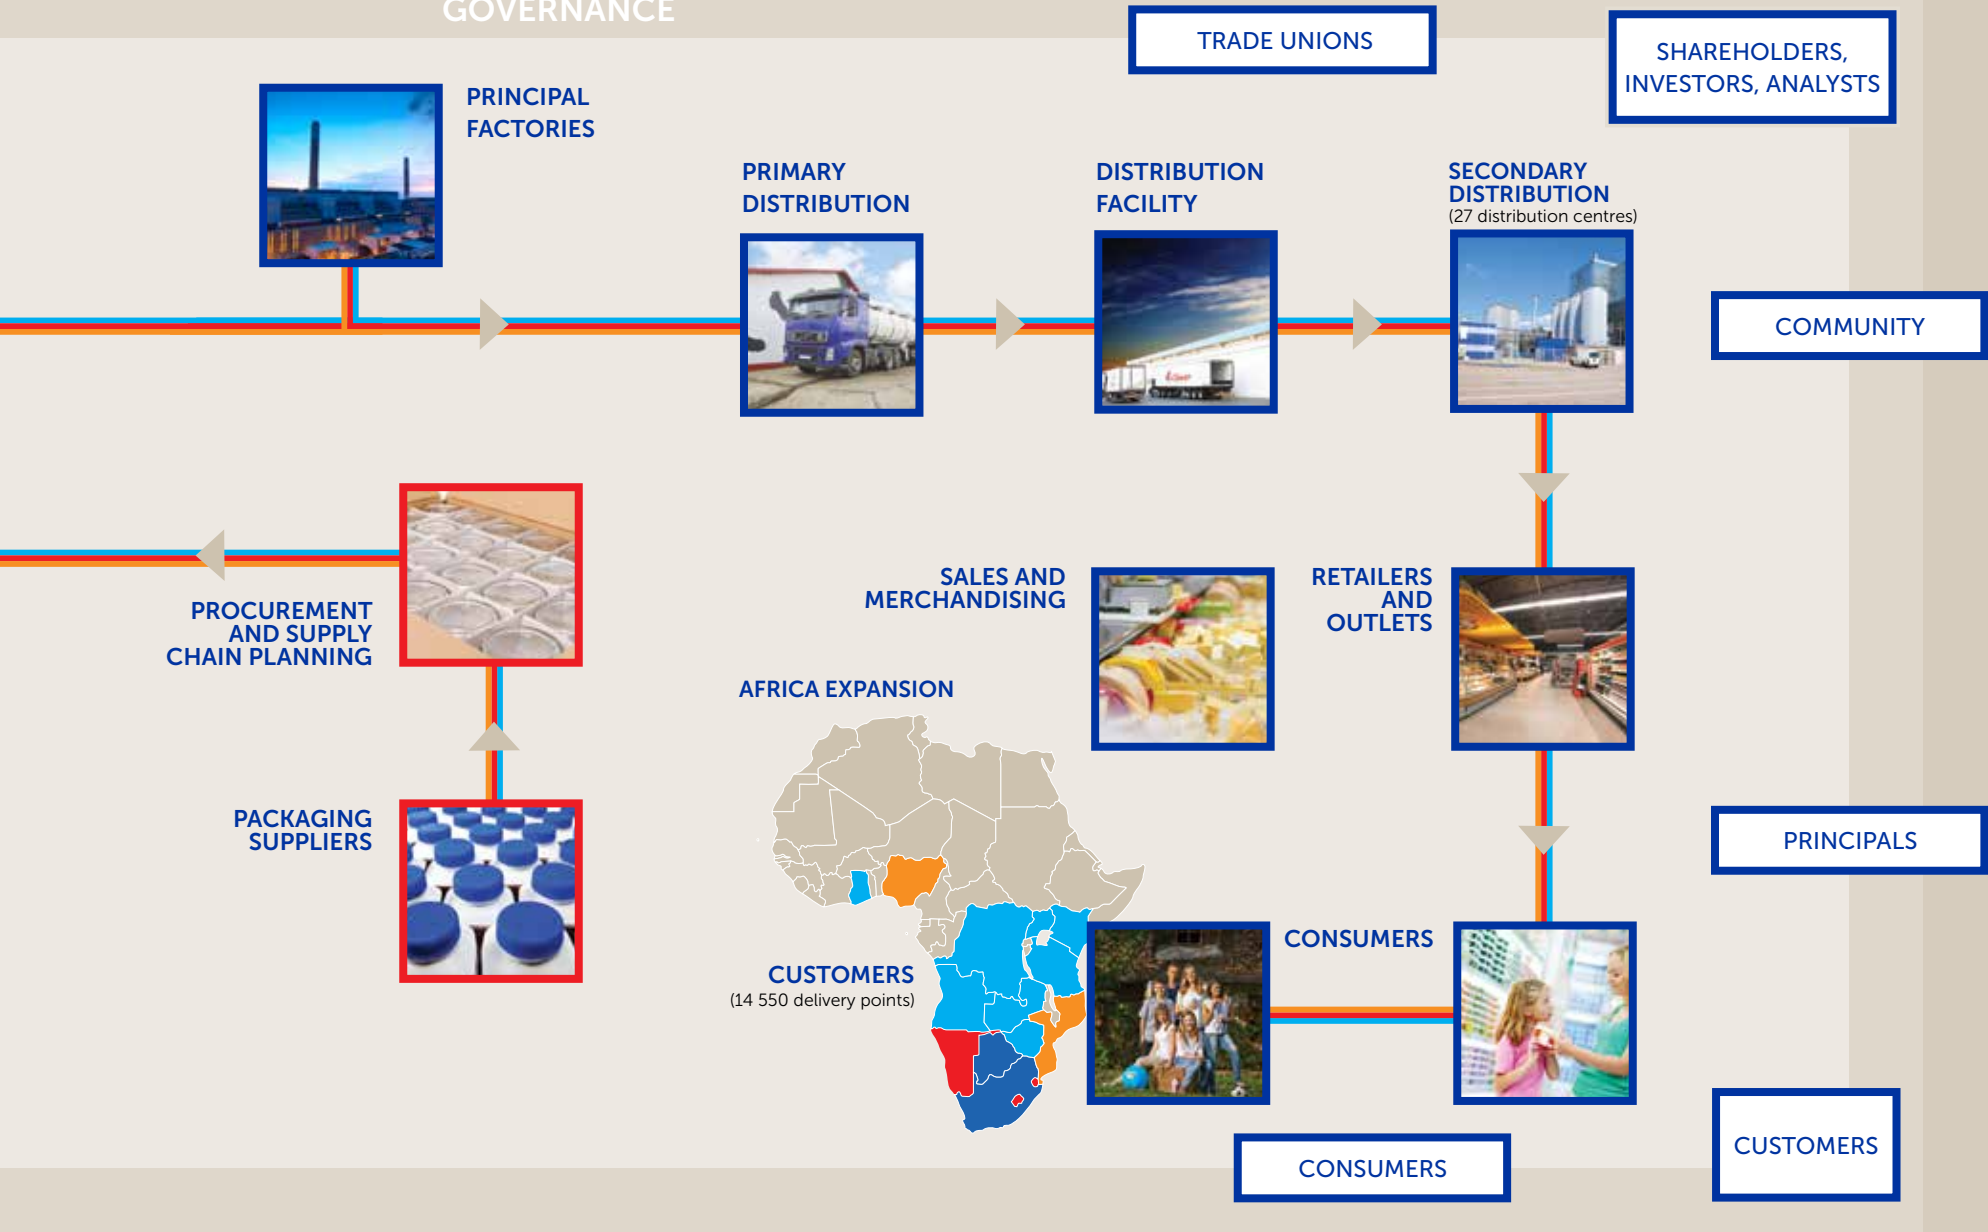 GOVERNANCE
TRADE UNIONS
SHAREHOLDERS,
INVESTORS, ANALYSTS
PRINCIPAL
FACTORIES
PRIMARY
DISTRIBUTION
DISTRIBUTION
FACILITY
SECONDARY
DISTRIBUTION
(27 distribution centres)
COMMUNITY
PROCUREMENT
AND SUPPLY
CHAIN PLANNING
SALES AND
MERCHANDISING
RETAILERS
AND
OUTLETS
AFRICA EXPANSION
PACKAGING
SUPPLIERS
PRINCIPALS
CUSTOMERS
(14 550 delivery points)
CONSUMERS
CONSUMERS
CUSTOMERS